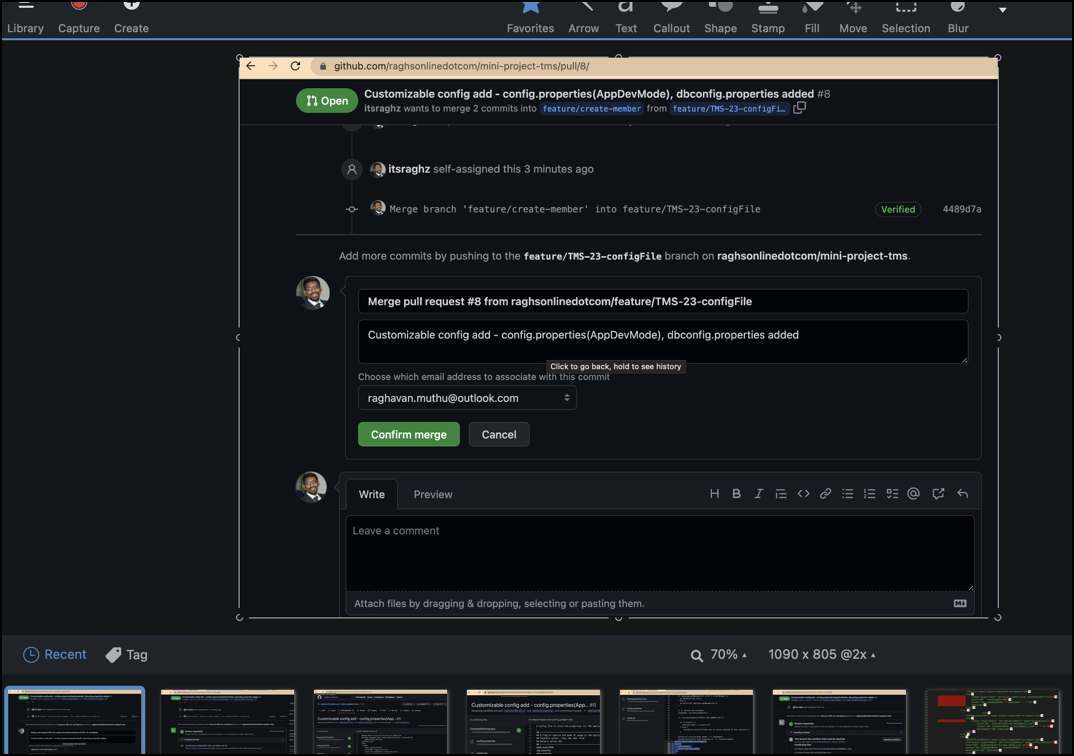 Library Capture Create Favorites Arrow Text Callout Shape Stamp Fill Move Selection Blur
github.com/raghsonlinedotcom/mini-project-tms/pull/8/
Open
Customizable config add - config.properties(AppDevMode), dbconfig.properties added #8
itsraghz wants to merge 2 commits into feature/create-member from feature/TMS-23-configFi…
itsraghz self-assigned this 3 minutes ago
Merge branch 'feature/create-member' into feature/TMS-23-configFile Verified 4489d7a
Add more commits by pushing to the feature/TMS-23-configFile branch on raghsonlinedotcom/mini-project-tms.
Merge pull request #8 from raghsonlinedotcom/feature/TMS-23-configFile
Customizable config add - config.properties(AppDevMode), dbconfig.properties added
Click to go back, hold to see history
Choose which email address to associate with this commit
raghavan.muthu@outlook.com
Confirm merge Cancel
Write Preview
Leave a comment
Attach files by dragging & dropping, selecting or pasting them.
Recent Tag 70% 1090 x 805 @2x
Customizable config add - config.properties(App... #8